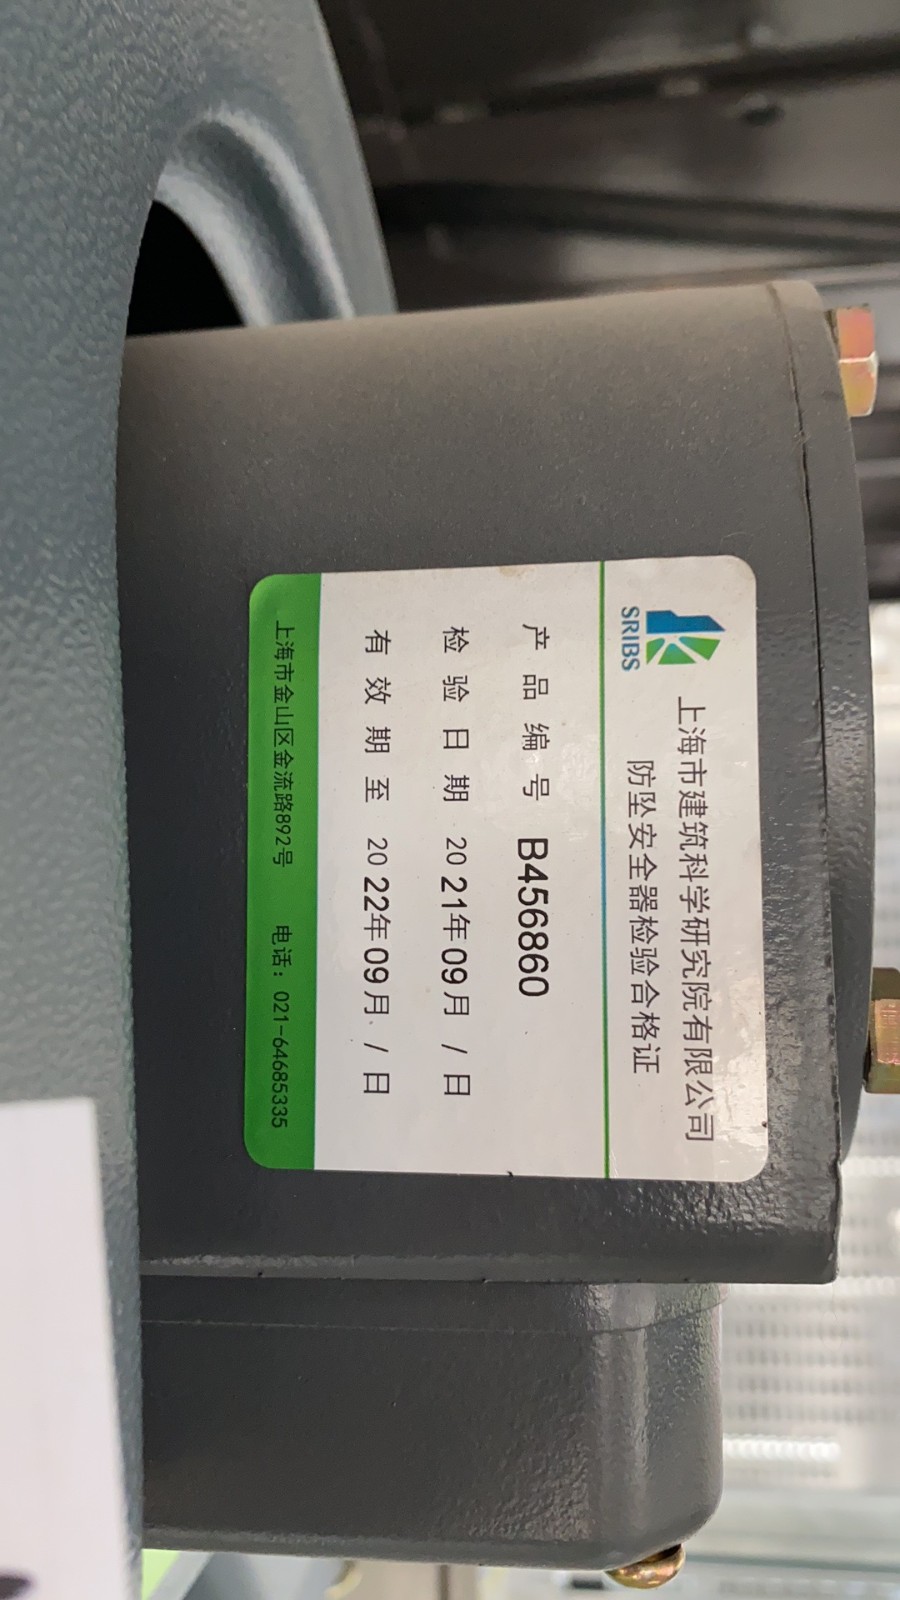 SRIBS
上海市建筑科学研究院有限公司
防坠安全器检验合格证
产品编号 B456860
检验日期 2021年09月 / 日
有效期至 2022年09月 / 日
上海市金山区金流路892号 电话：021-64685335